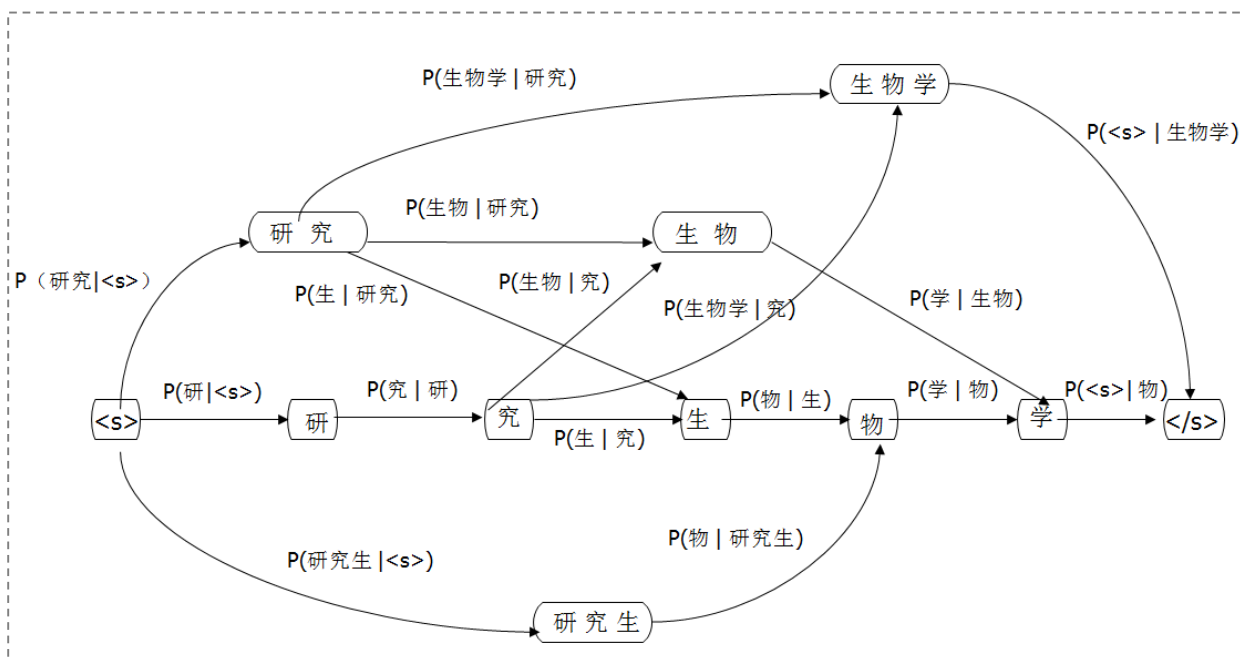 P(生物学 | 研究)
生 物 学
P(<s> | 生物学)
P(生物 | 研究)
研 究
生 物
P（研究|<s>）
P(生 | 研究)
P(生物 | 究)
P(生物学 | 究)
P(学 | 生物)
P(研|<s>)
P(究 | 研)
P(物 | 生)
P(学 | 物)
P(<s> | 物)
<s>
研
究
生
物
学
</s>
P(生 | 究)
P(研究生 |<s>)
P(物 | 研究生)
研 究 生